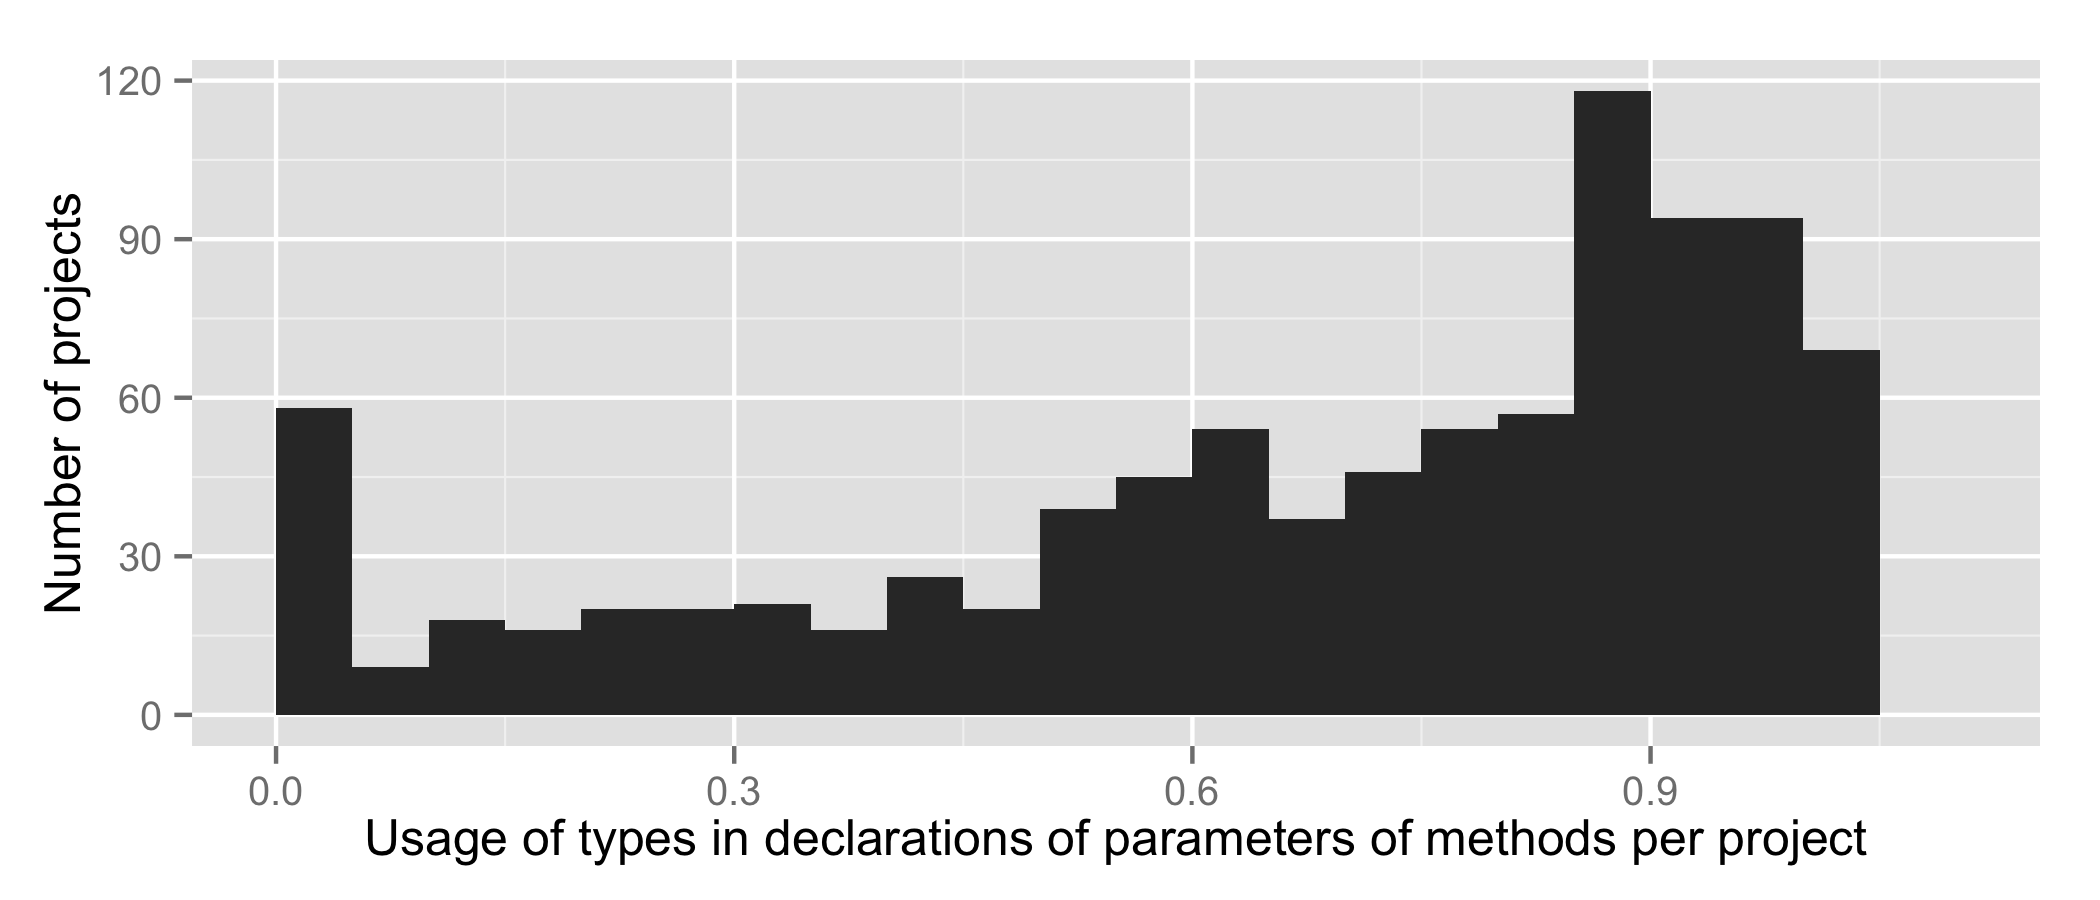 120
90
60
30
0
Number of projects
0.0 0.3 0.6 0.9
Usage of types in declarations of parameters of methods per project